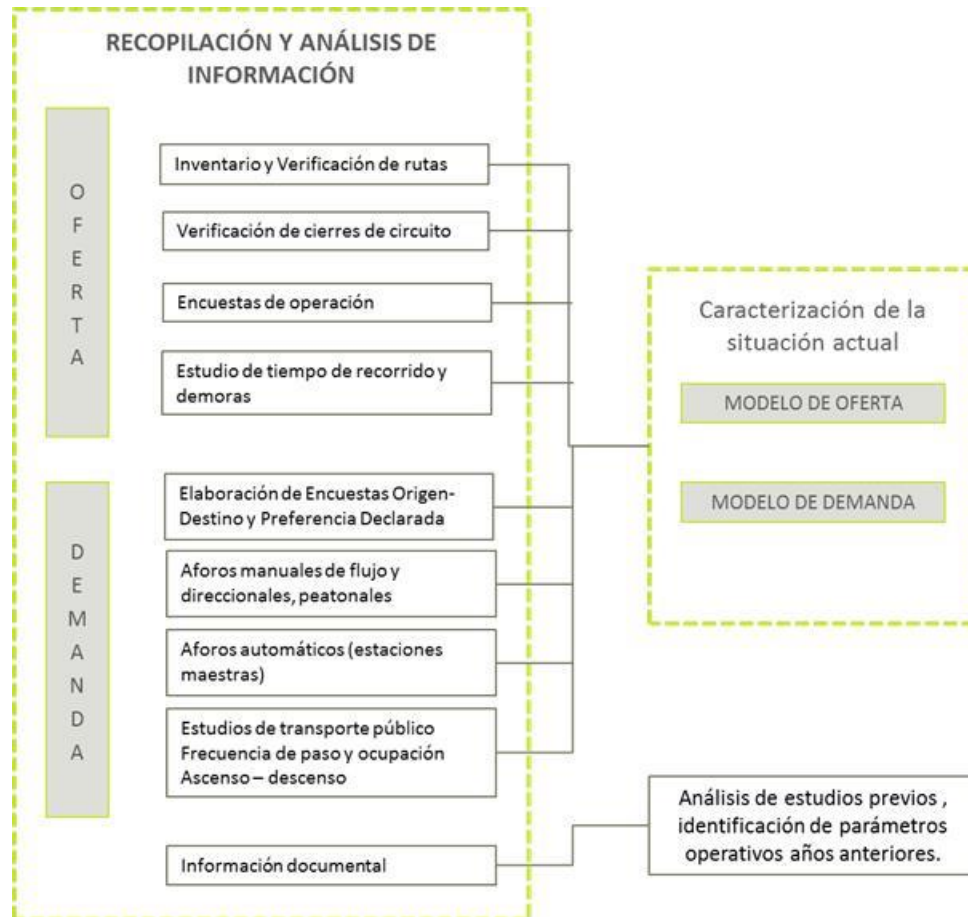 RECOPILACIÓN Y ANÁLISIS DE
INFORMACIÓN
OFERTA
Inventario y Verificación de rutas
Verificación de cierres de circuito
Encuestas de operación
Estudio de tiempo de recorrido y
demoras
DEMANDA
Elaboración de Encuestas Origen-
Destino y Preferencia Declarada
Aforos manuales de flujo y
direccionales, peatonales
Aforos automáticos (estaciones
maestras)
Estudios de transporte público
Frecuencia de paso y ocupación
Ascenso – descenso
Información documental
Caracterización de la
situación actual
MODELO DE OFERTA
MODELO DE DEMANDA
Análisis de estudios previos ,
identificación de parámetros
operativos años anteriores.